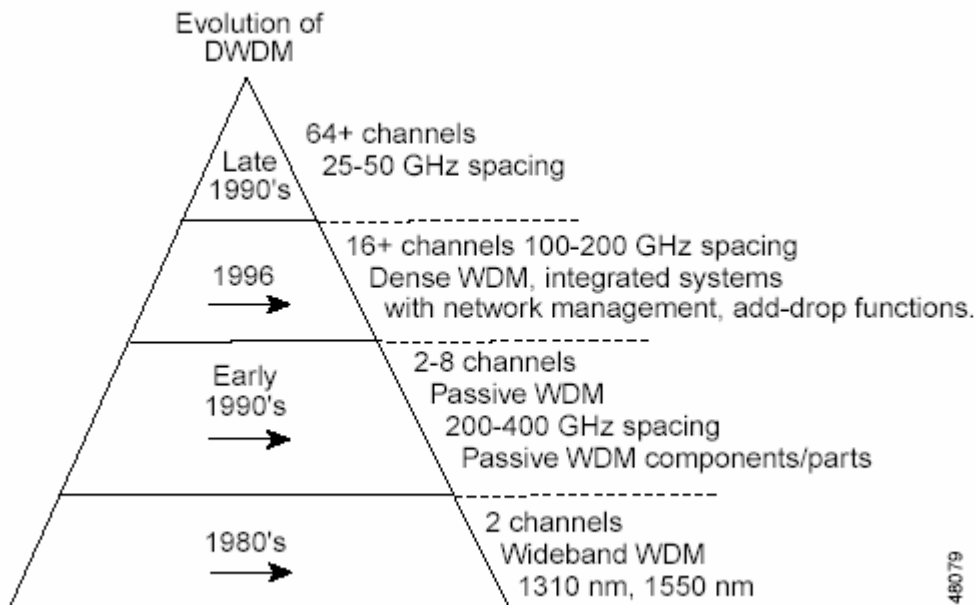 Evolution of
DWDM
64+ channels
25-50 GHz spacing
Late
1990's
16+ channels 100-200 GHz spacing
Dense WDM, integrated systems
with network management, add-drop functions.
1996
2-8 channels
Passive WDM
200-400 GHz spacing
Passive WDM components/parts
Early
1990's
2 channels
Wideband WDM
1310 nm, 1550 nm
1980's
48079